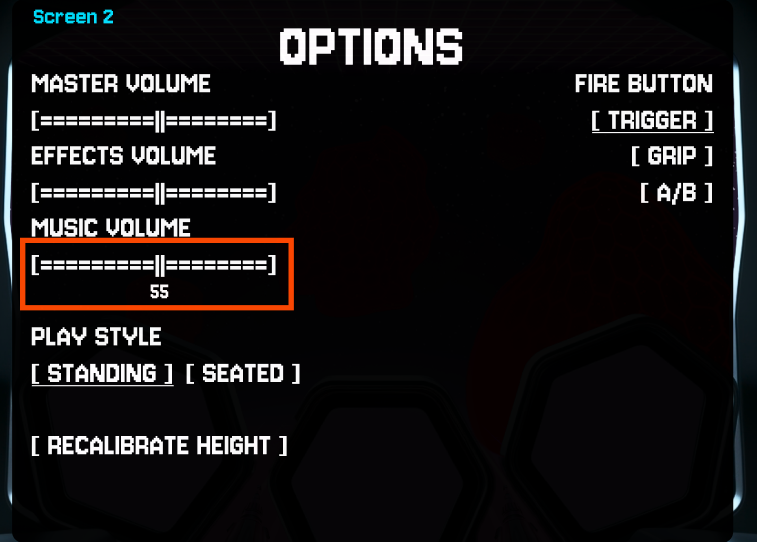 Screen 2
OPTIONS
MASTER VOLUME
[=========||========]
EFFECTS VOLUME
[=========||========]
MUSIC VOLUME
[=========||========]
55
PLAY STYLE
[ STANDING ] [ SEATED ]
[ RECALIBRATE HEIGHT ]
FIRE BUTTON
[ TRIGGER ]
[ GRIP ]
[ A/B ]